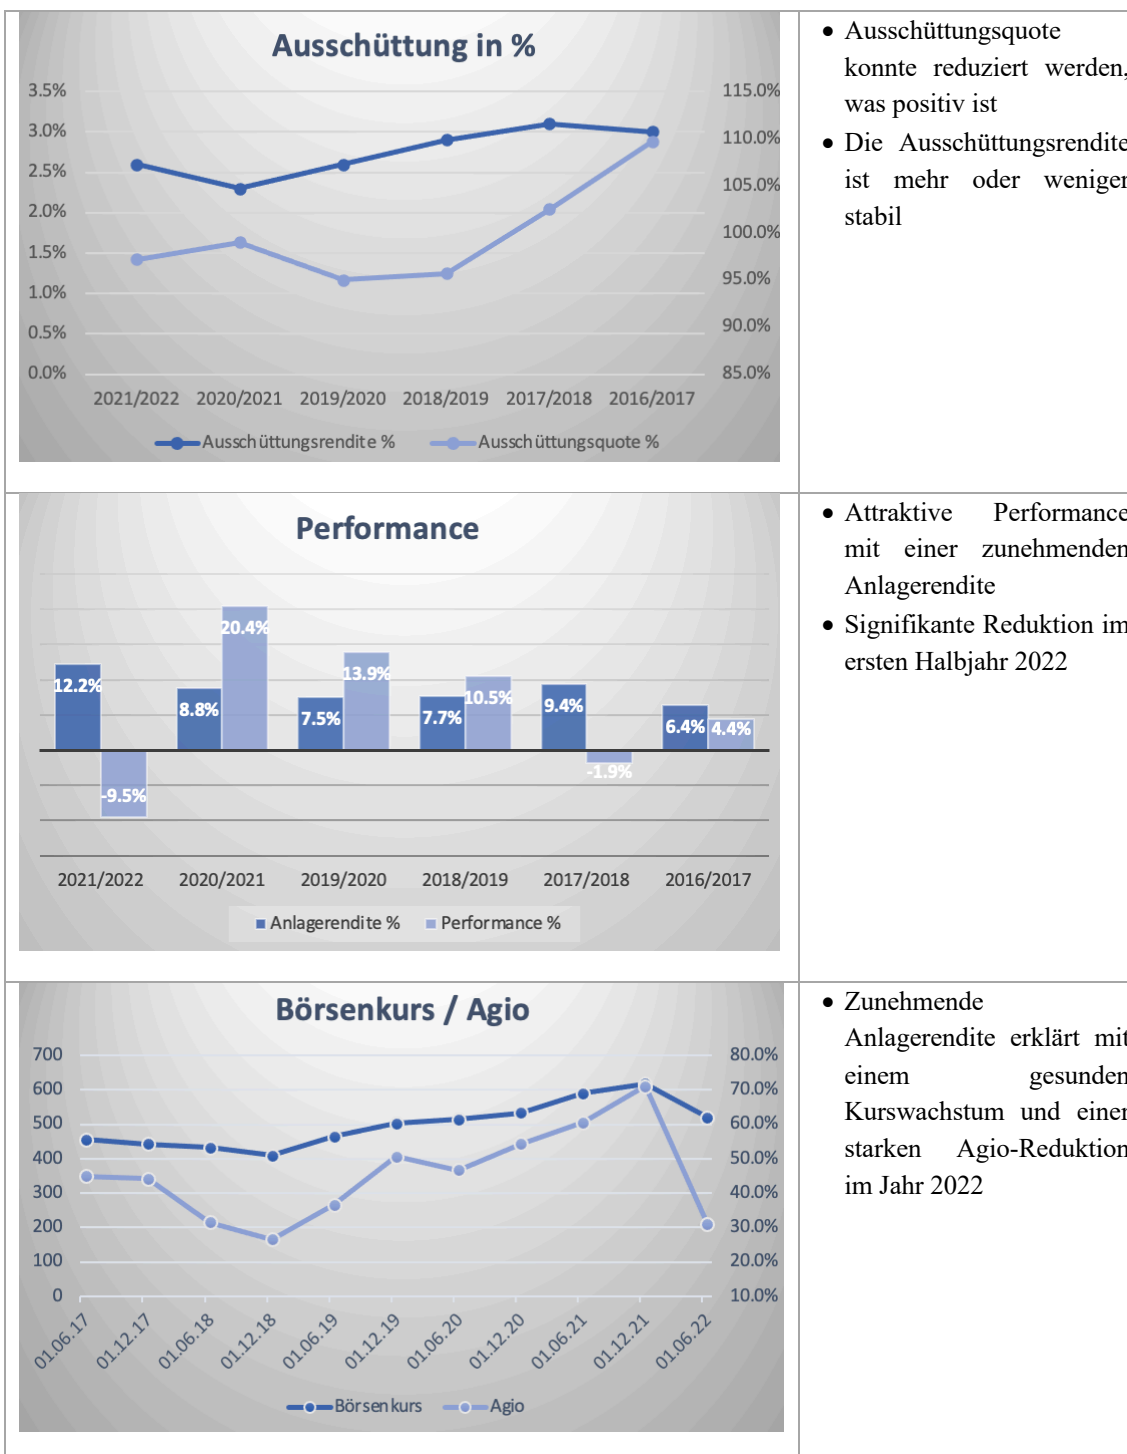 Ausschüttung in %
3.5%
3.0%
2.5%
2.0%
1.5%
1.0%
0.5%
0.0%
115.0%
110.0%
105.0%
100.0%
95.0%
90.0%
85.0%
2021/2022 2020/2021 2019/2020 2018/2019 2017/2018 2016/2017
Ausschüttungsrendite % Ausschüttungsquote %
• Ausschüttungsquote
konnte reduziert werden,
was positiv ist
• Die Ausschüttungsrendite
ist mehr oder weniger
stabil
Performance
12.2% 8.8% 7.5% 7.7% 9.4% 6.4%
-9.5% 20.4% 13.9% 10.5% -1.9% 4.4%
2021/2022 2020/2021 2019/2020 2018/2019 2017/2018 2016/2017
Anlagerendite % Performance %
• Attraktive Performance
mit einer zunehmenden
Anlagerendite
• Signifikante Reduktion im
ersten Halbjahr 2022
Börsenkurs / Agio
700
600
500
400
300
200
100
0
80.0%
70.0%
60.0%
50.0%
40.0%
30.0%
20.0%
10.0%
01.06.17 01.12.17 01.06.18 01.12.18 01.06.19 01.12.19 01.06.20 01.12.20 01.06.21 01.12.21 01.06.22
Börsenkurs Agio
• Zunehmende
Anlagerendite erklärt mit
einem gesunden
Kurswachstum und einer
starken Agio-Reduktion
im Jahr 2022